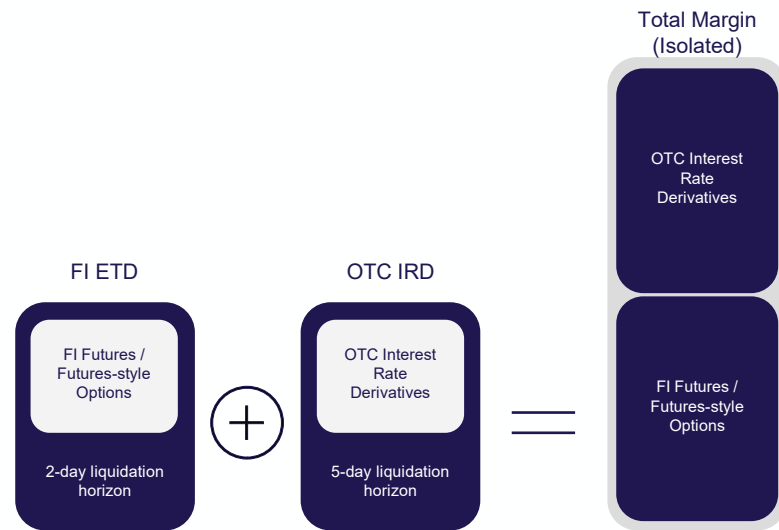 FI ETD
FI Futures /
Futures-style
Options
2-day liquidation
horizon
OTC IRD
OTC Interest
Rate
Derivatives
5-day liquidation
horizon
Total Margin
(Isolated)
OTC Interest
Rate
Derivatives
FI Futures /
Futures-style
Options